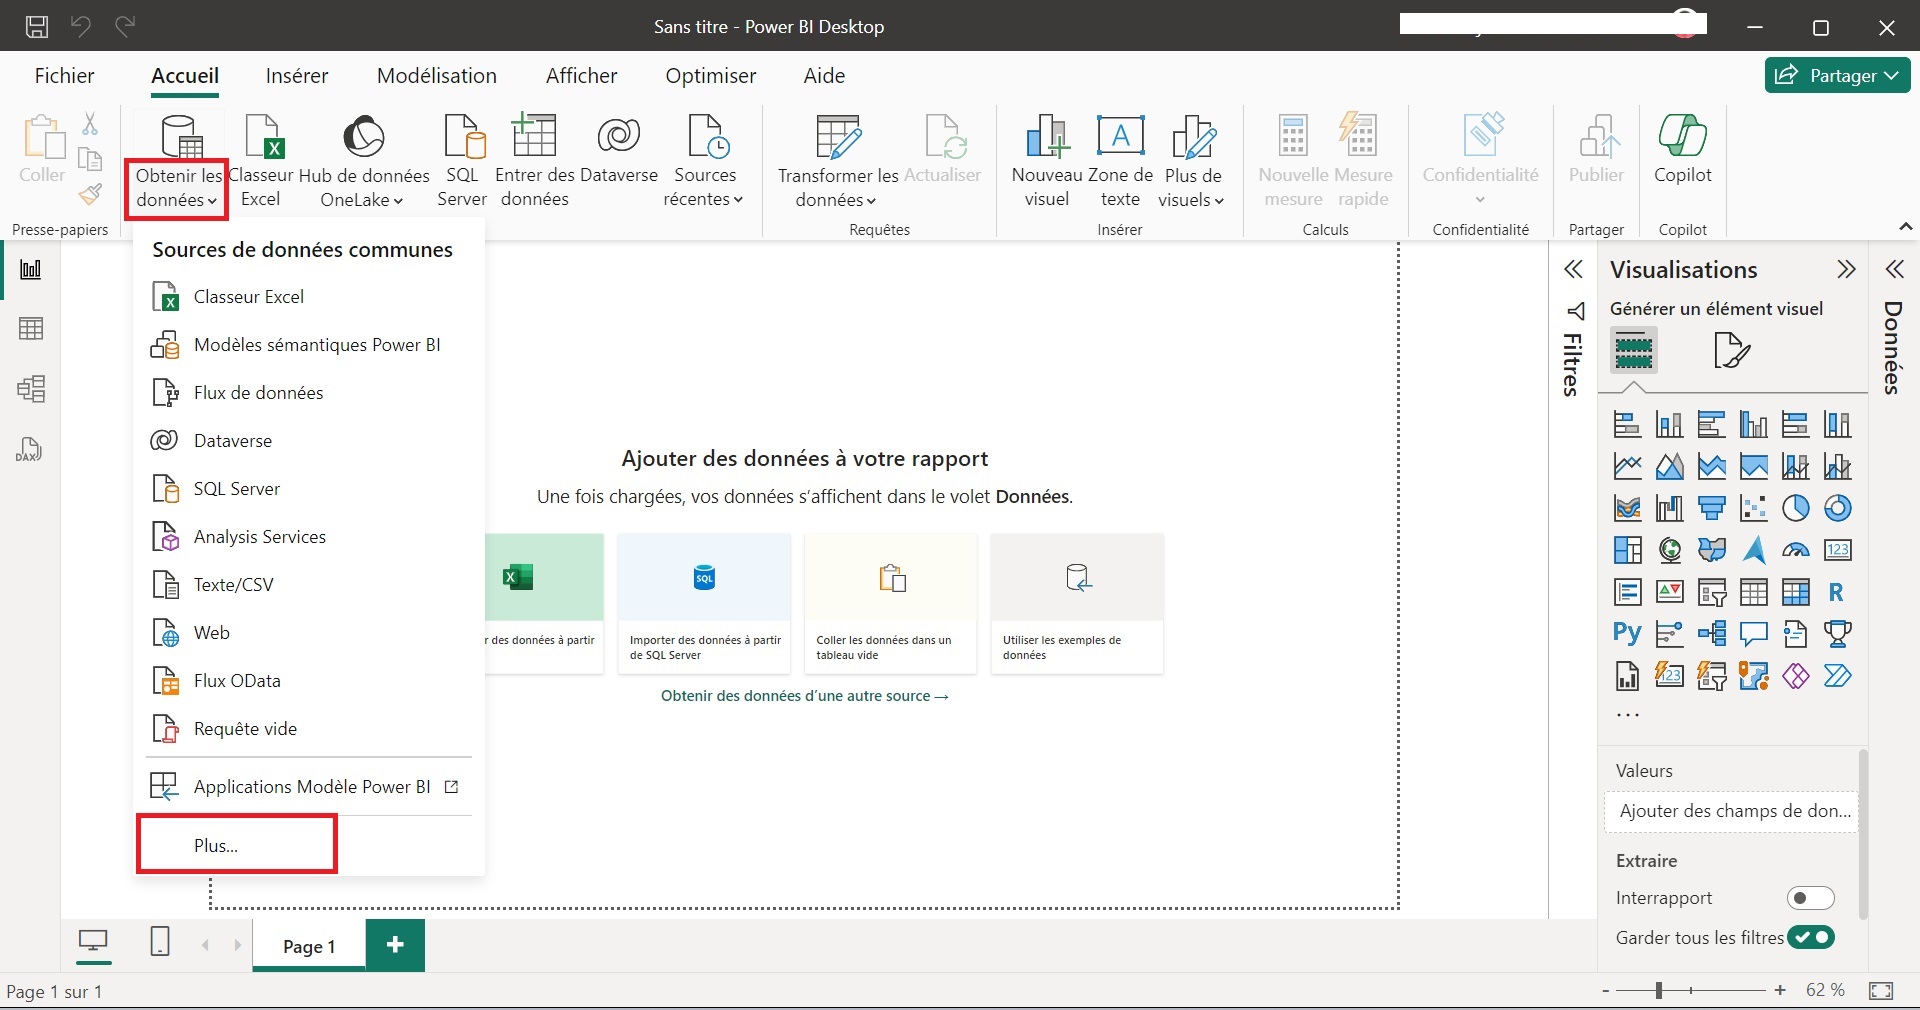 Sans titre - Power BI Desktop
Fichier
Accueil
Insérer
Modélisation
Afficher
Optimiser
Aide
Partager
Coller
Presse-papiers
Obtenir les
données
Classeur
Excel
Hub de données
OneLake
SQL
Server
Entrer des
données
Dataverse
Sources
récentes
Transformer les
données
Actualiser
Requêtes
Nouveau
visuel
Zone de
texte
Plus de
visuels
Insérer
Nouvelle
mesure
Mesure
rapide
Calculs
Confidentialité
Confidentialité
Publier
Partager
Copilot
Copilot
Sources de données communes
Classeur Excel
Modèles sémantiques Power BI
Flux de données
Dataverse
SQL Server
Analysis Services
Texte/CSV
Web
Flux OData
Requête vide
Applications Modèle Power BI
Plus...
DAX
Ajouter des données à votre rapport
Une fois chargées, vos données s’affichent dans le volet Données.
SQL
r des données à partir
Importer des données à partir
de SQL Server
Coller les données dans un
tableau vide
Utiliser les exemples de
données
Obtenir des données d’une autre source →
Filtres
Visualisations
Générer un élément visuel
123
R
Py
123
...
Valeurs
Ajouter des champs de don...
Extraire
Interrapport
Garder tous les filtres
Données
Page 1
+
Page 1 sur 1
- + 62 %